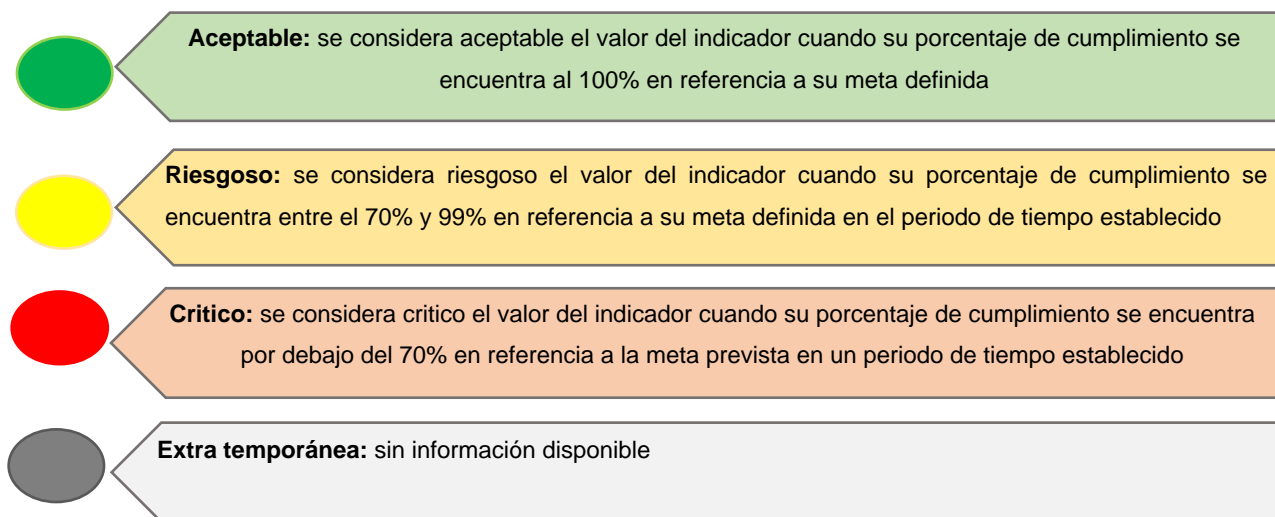 Aceptable: se considera aceptable el valor del indicador cuando su porcentaje de cumplimiento se
encuentra al 100% en referencia a su meta definida
Riesgoso: se considera riesgoso el valor del indicador cuando su porcentaje de cumplimiento se
encuentra entre el 70% y 99% en referencia a su meta definida en el periodo de tiempo establecido
Critico: se considera critico el valor del indicador cuando su porcentaje de cumplimiento se encuentra
por debajo del 70% en referencia a la meta prevista en un periodo de tiempo establecido
Extra temporánea: sin información disponible